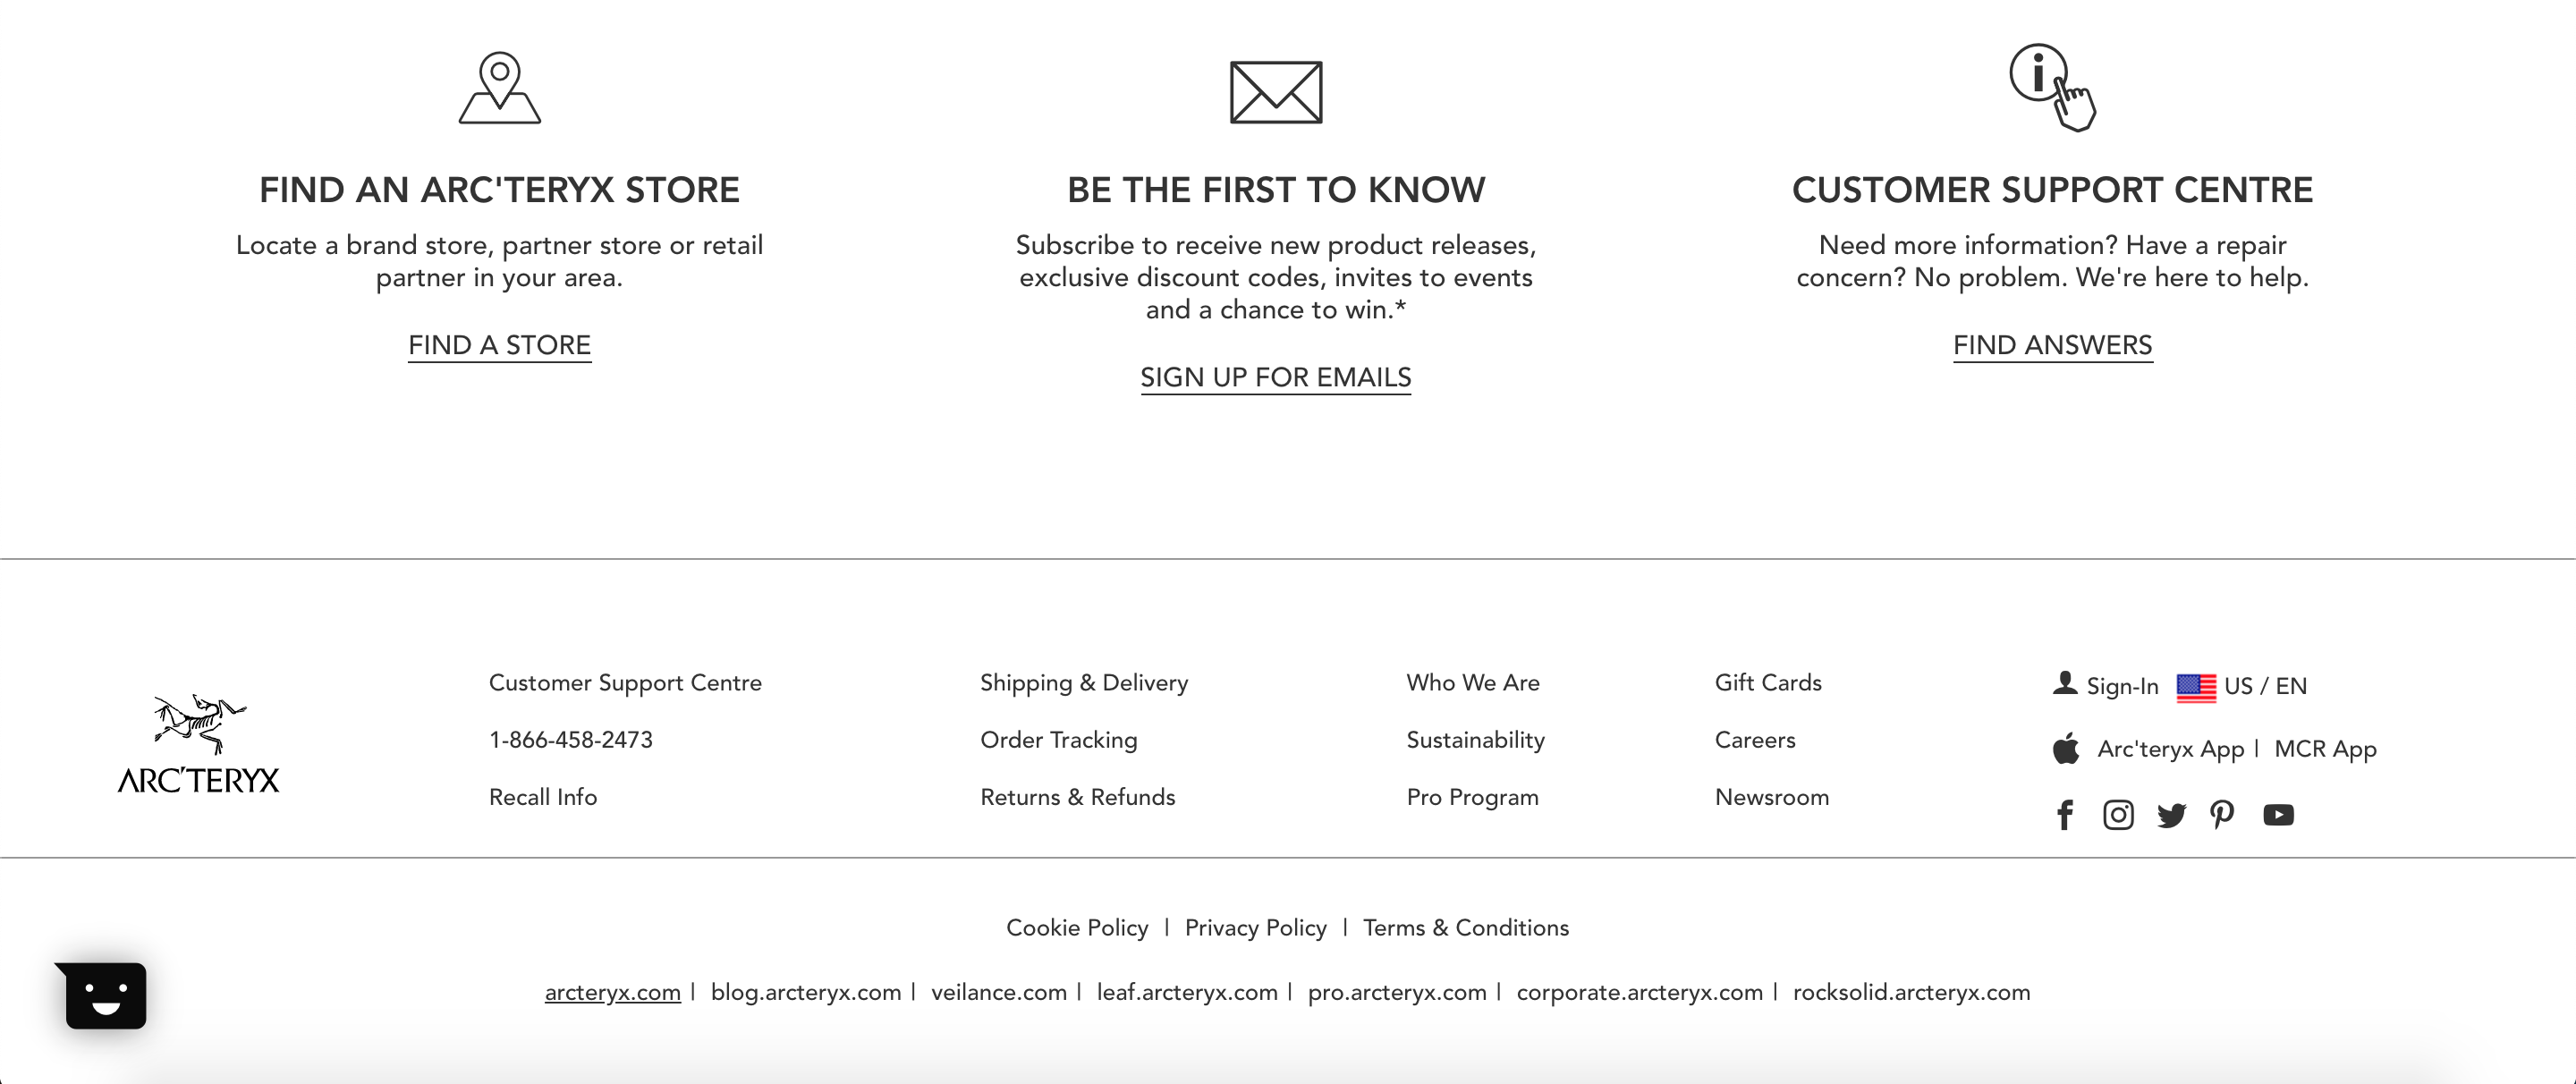 FIND AN ARC'TERYX STORE
Locate a brand store, partner store or retail
partner in your area.
FIND A STORE
BE THE FIRST TO KNOW
Subscribe to receive new product releases,
exclusive discount codes, invites to events
and a chance to win.*
SIGN UP FOR EMAILS
CUSTOMER SUPPORT CENTRE
Need more information? Have a repair
concern? No problem. We're here to help.
FIND ANSWERS
ARC'TERYX
Customer Support Centre
1-866-458-2473
Recall Info
Shipping & Delivery
Order Tracking
Returns & Refunds
Who We Are
Sustainability
Pro Program
Gift Cards
Careers
Newsroom
Sign-In US / EN
Arc'teryx App | MCR App
Cookie Policy | Privacy Policy | Terms & Conditions
arcteryx.com | blog.arcteryx.com | veilance.com | leaf.arcteryx.com | pro.arcteryx.com | corporate.arcteryx.com | rocksolid.arcteryx.com